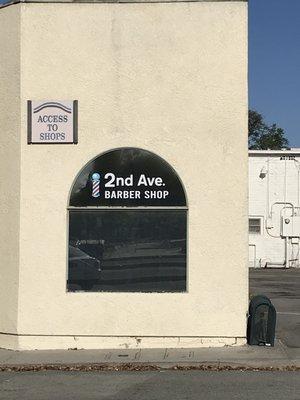 ACCESS
TO
SHOPS
2nd Ave.
BARBER SHOP